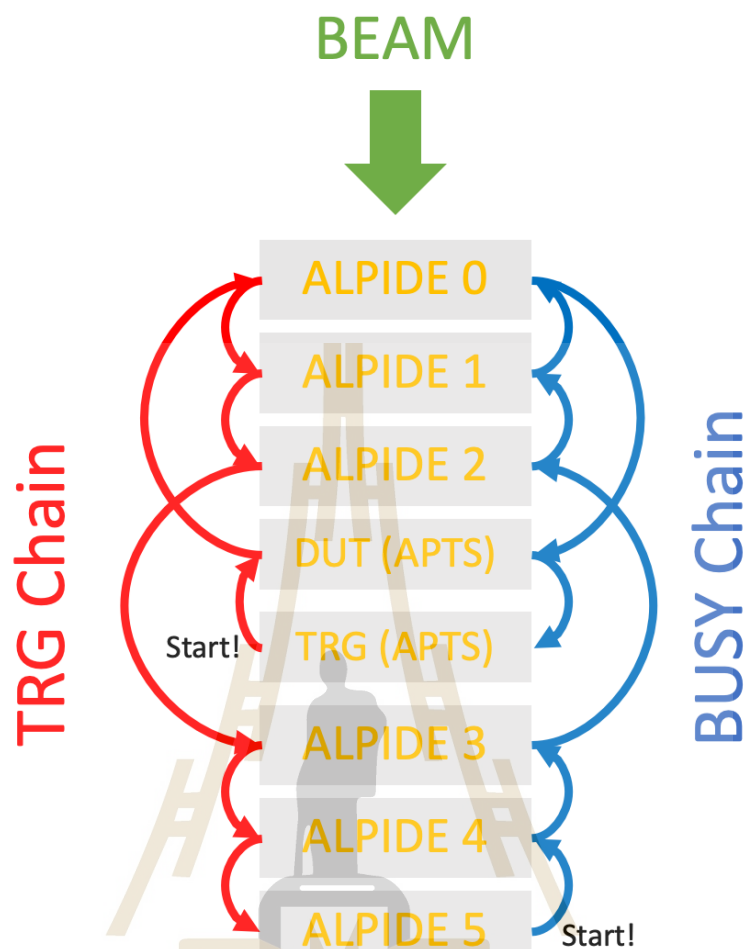 BEAM
ALPIDE 0
ALPIDE 1
ALPIDE 2
DUT (APTS)
Start!
TRG (APTS)
ALPIDE 3
ALPIDE 4
ALPIDE 5
Start!
TRG Chain
BUSY Chain